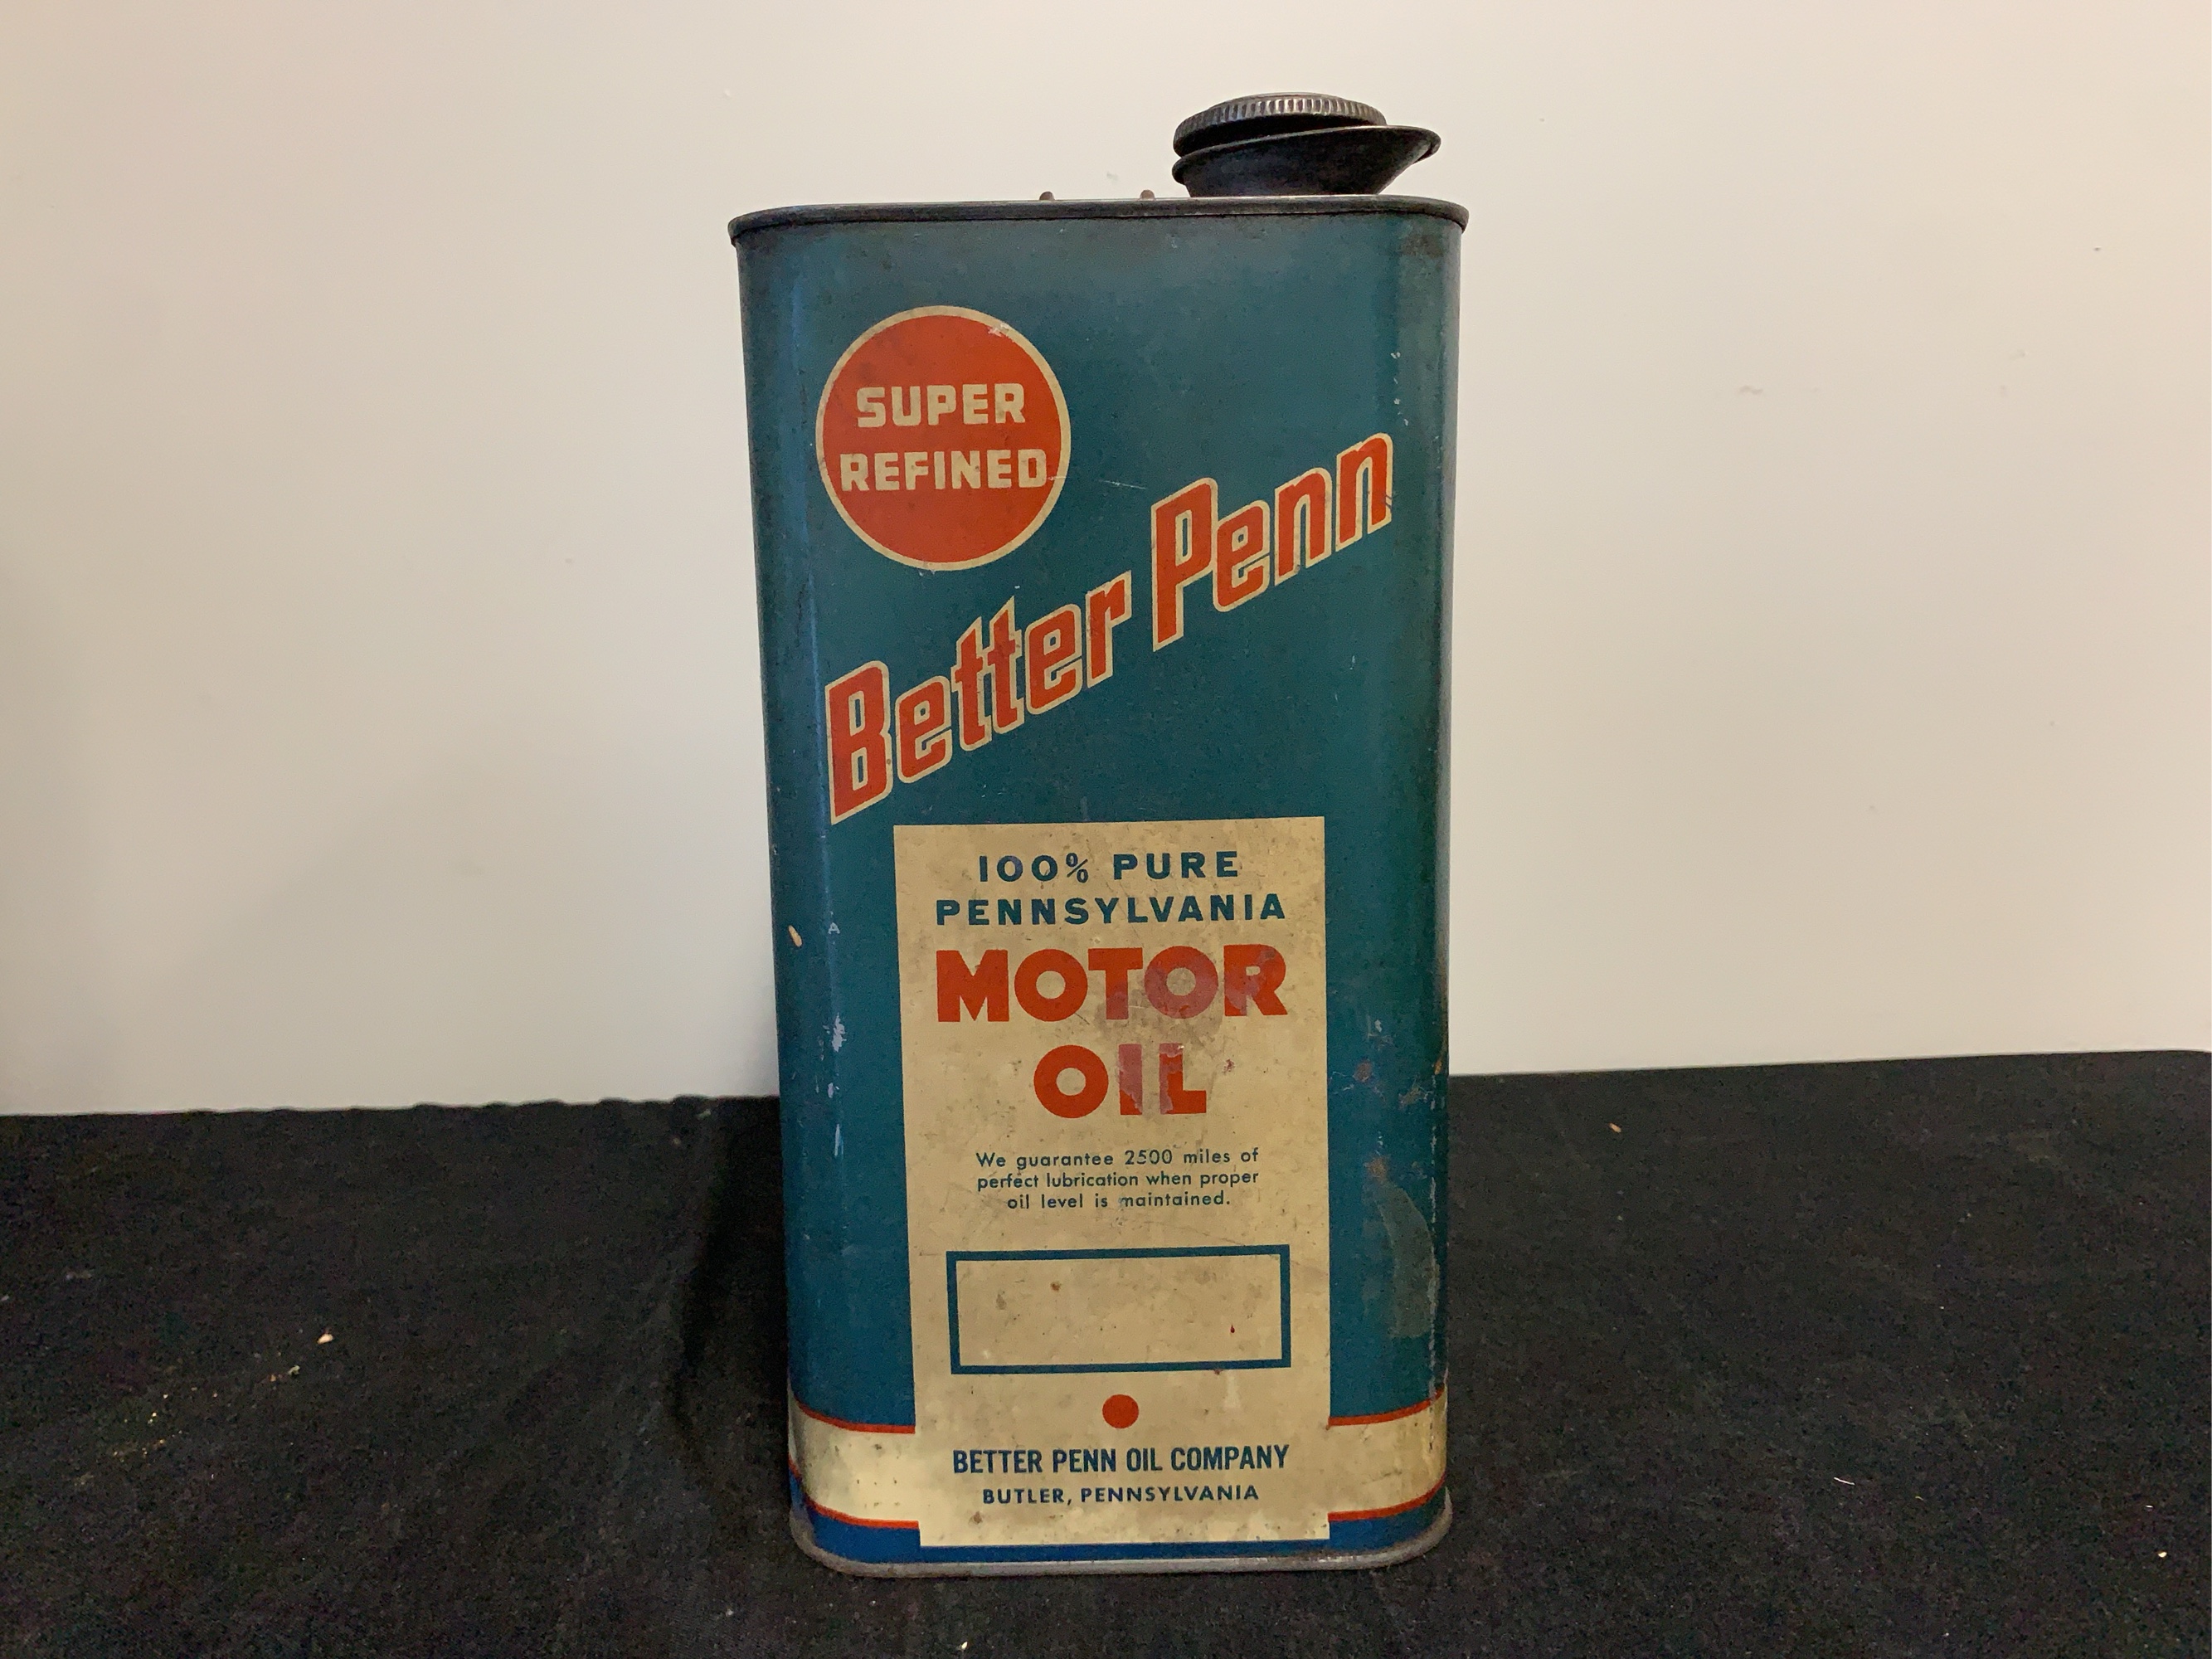 SUPER
REFINED
Better Penn
100% PURE
PENNSYLVANIA
MOTOR
OIL
We guarantee 2500 miles of
perfect lubrication when proper
oil level is maintained.
BETTER PENN OIL COMPANY
BUTLER, PENNSYLVANIA